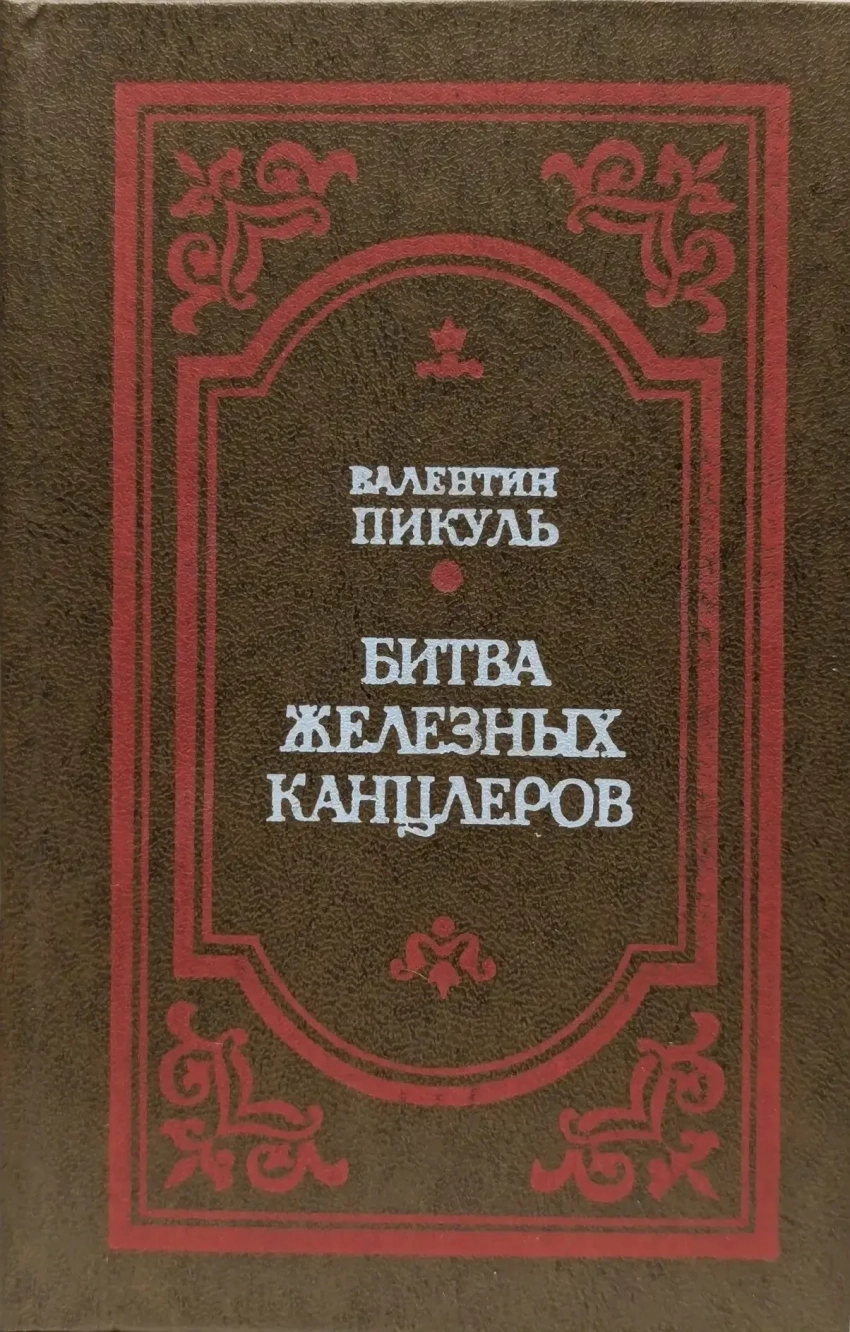 ВАЛЕНТИН
ПИКУЛЬ
БИТВА
ЖЕЛЕЗНЫХ
КАНЦЛЕРОВ